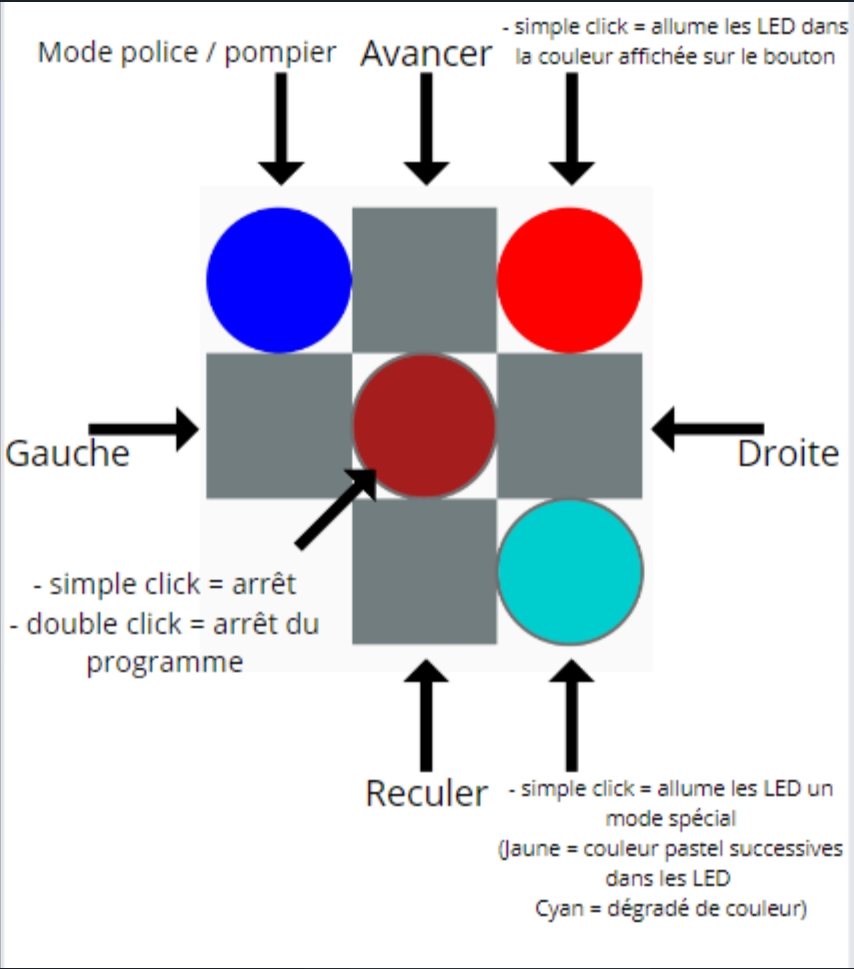 Mode police / pompier
Avancer
- simple click = allume les LED dans
la couleur affichée sur le bouton
Gauche
Droite
- simple click = arrêt
- double click = arrêt du
programme
Reculer
- simple click = allume les LED un
mode spécial
(Jaune = couleur pastel successives
dans les LED
Cyan = dégradé de couleur)